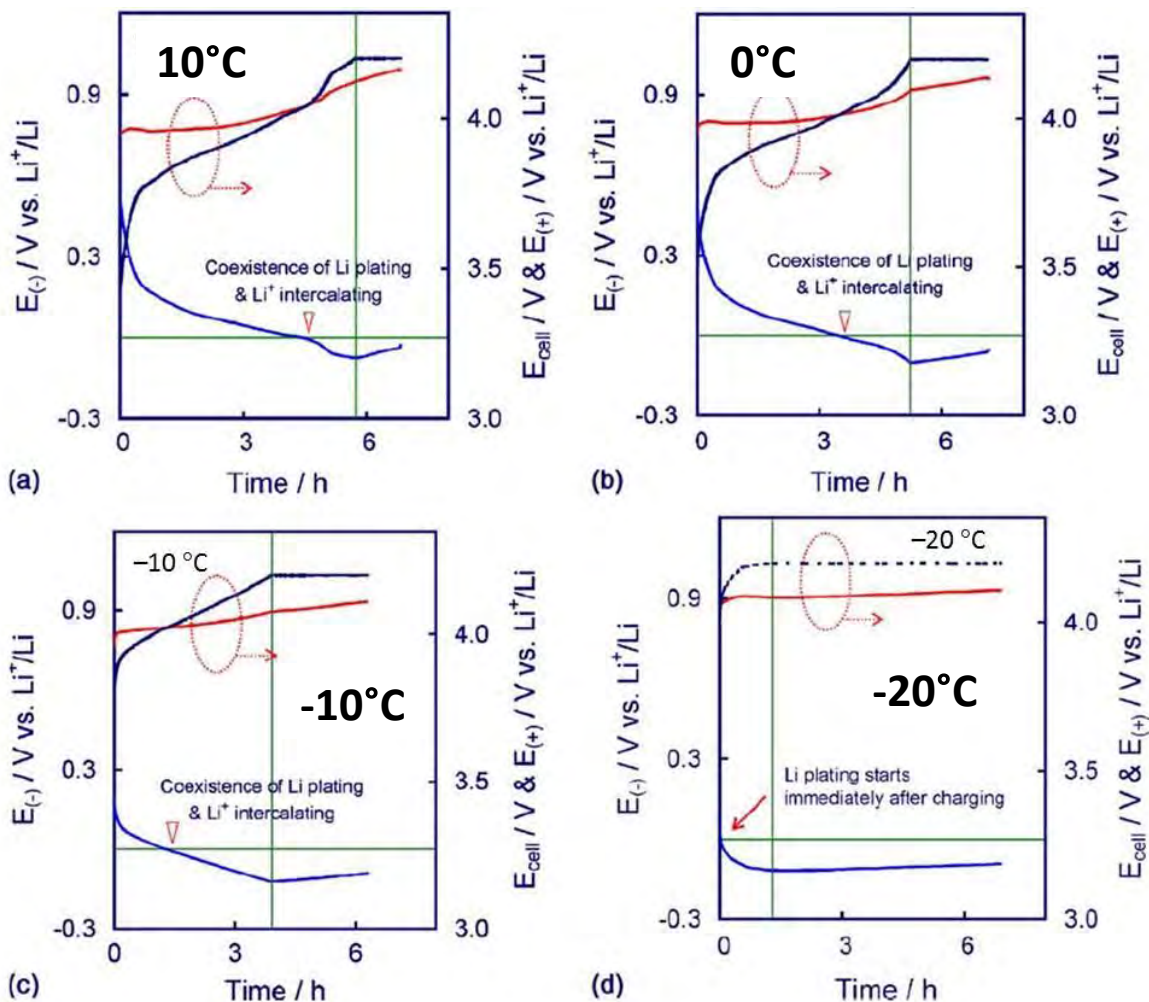 10°C
0.9
0.3
-0.3
4.0
3.5
3.0
E(-) / V vs. Li⁺/Li
Ecell / V & E(+) / V vs. Li⁺/Li
Coexistence of Li plating
& Li⁺ intercalating
0
3
6
(a)
Time / h
0°C
0.9
0.3
-0.3
4.0
3.5
3.0
E(-) / V vs. Li⁺/Li
Ecell / V & E(+) / V vs. Li⁺/Li
Coexistence of Li plating
& Li⁺ intercalating
0
3
6
(b)
Time / h
–10 °C
-10°C
0.9
0.3
-0.3
4.0
3.5
3.0
E(-) / V vs. Li⁺/Li
Ecell / V & E(+) / V vs. Li⁺/Li
Coexistence of Li plating
& Li⁺ intercalating
0
3
6
(c)
Time / h
–20 °C
-20°C
0.9
0.3
-0.3
4.0
3.5
3.0
E(-) / V vs. Li⁺/Li
Ecell / V & E(+) / V vs. Li⁺/Li
Li plating starts
immediately after charging
0
3
6
(d)
Time / h